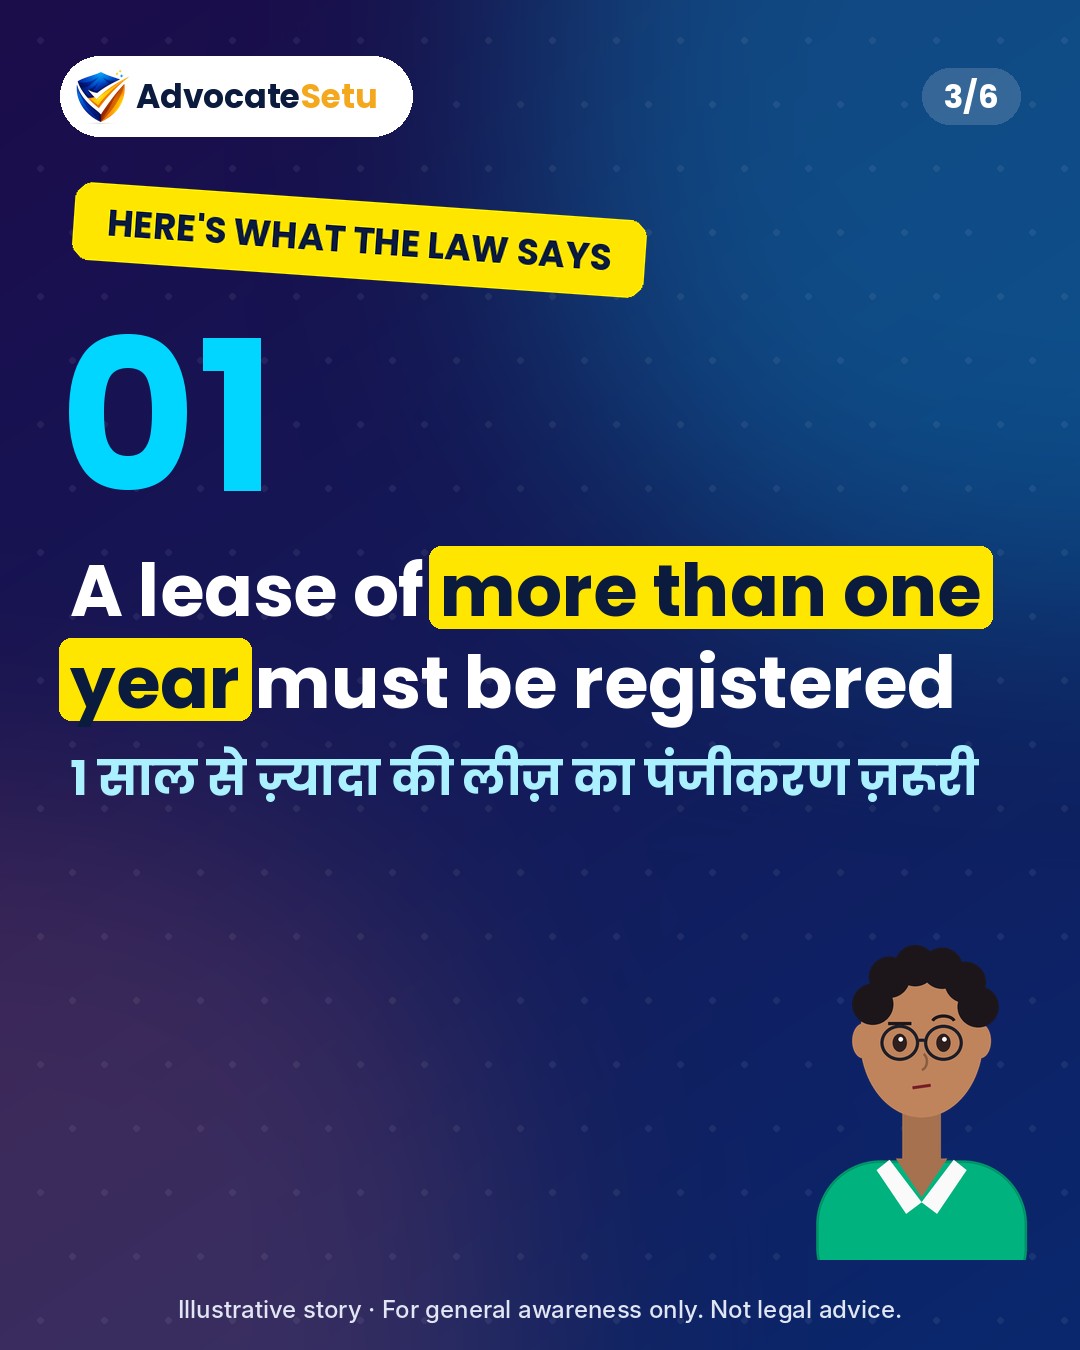 AdvocateSetu
3/6
HERE'S WHAT THE LAW SAYS
01
A lease of more than one
year must be registered
1 साल से ज़्यादा की लीज़ का पंजीकरण ज़रूरी
Illustrative story · For general awareness only. Not legal advice.